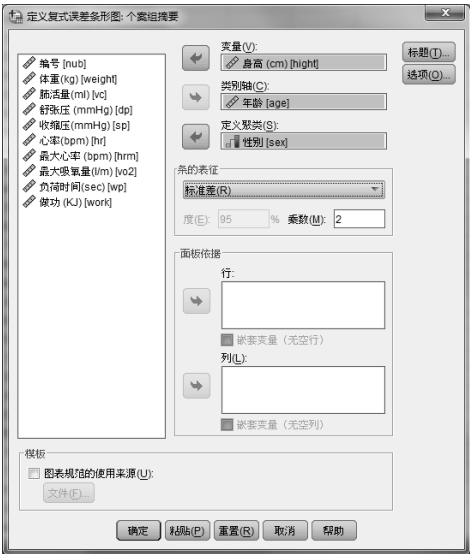 定义复式误差条形图: 个案组摘要
变量(V):
身高 (cm) [hight]
类别轴(C):
年龄 [age]
定义聚类(S):
性别 [sex]
标题(T)...
选项(O)...
编号 [nub]
体重(kg) [weight]
肺活量(ml) [vc]
舒张压 (mmHg) [dp]
收缩压(mmHg) [sp]
心率(bpm) [hr]
最大心率 (bpm) [hrm]
最大吸氧量(l/m) [vo2]
负荷时间(sec) [wp]
做功 (KJ) [work]
条的表征
标准差(R)
度(E): 95 % 乘数(M): 2
面板依据
行:
嵌套变量（无空行）
列(L):
嵌套变量（无空列）
模板
图表规范的使用来源(U):
文件(F)...
确定 粘贴(P) 重置(R) 取消 帮助